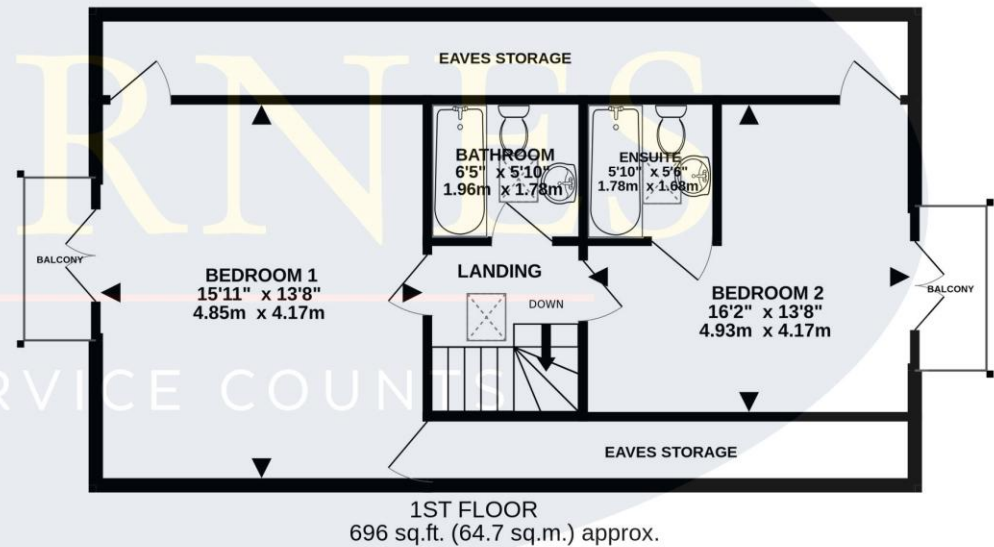 EAVES STORAGE
RNES
BATHROOM
6'5" x 5'10"
1.96m x 1.78m
ENSUITE
5'10" x 5'6"
1.78m x 1.68m
BALCONY
BEDROOM 1
15'11" x 13'8"
4.85m x 4.17m
LANDING
DOWN
BEDROOM 2
16'2" x 13'8"
4.93m x 4.17m
BALCONY
RVICE COUNTS
EAVES STORAGE
1ST FLOOR
696 sq.ft. (64.7 sq.m.) approx.